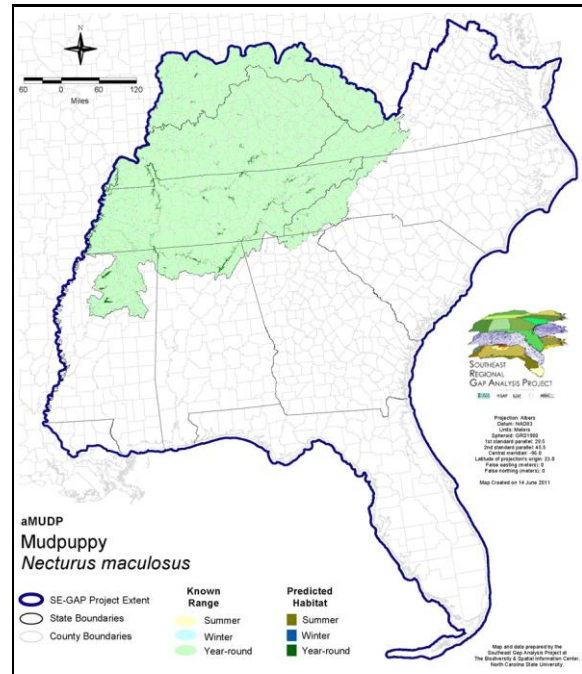 N
60 30 0 60 120
Miles
SOUTHEAST
REGIONAL
GAP ANALYSIS PROJECT
Projection: Albers
Datum: NAD83
Units: Meters
Spheroid: GRS1980
1st standard parallel: 29.5
2nd standard parallel: 45.5
Central meridian: -96.0
Latitude of projection's origin: 23.0
False easting (meters): 0
False northing (meters): 0
Map Created on 14 June 2011
aMUDP
Mudpuppy
Necturus maculosus
SE-GAP Project Extent
State Boundaries
County Boundaries
Known
Range
Summer
Winter
Year-round
Predicted
Habitat
Summer
Winter
Year-round
Map and data prepared by the
Southeast Gap Analysis Project at
The Biodiversity & Spatial Information Center,
North Carolina State University.